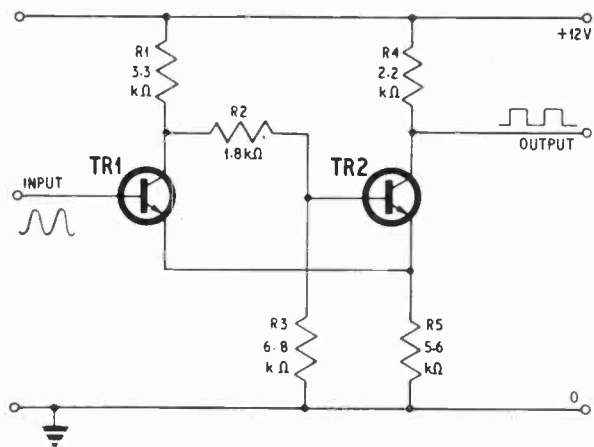 R1
3.3
kΩ
R4
2.2
kΩ
+12V
R2
1.8kΩ
OUTPUT
TR1
TR2
INPUT
R3
6.8
kΩ
R5
5.6
kΩ
0